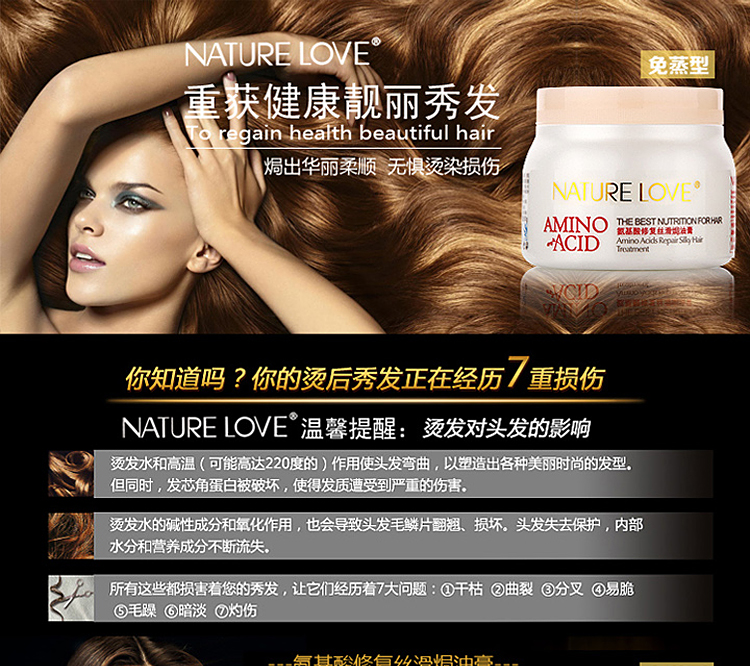 NATURE LOVE®
免蒸型
重获健康靓丽秀发
To regain health beautiful hair
焗出华丽柔顺 无惧烫染损伤
NATURE LOVE®
AMINO ACID
THE BEST NUTRITION FOR HAIR
氨基酸修复丝滑焗油膏
Amino Acids Repair Silky Hair
Treatment
你知道吗？你的烫后秀发正在经历7重损伤
NATURE LOVE®温馨提醒：烫发对头发的影响
烫发水和高温（可能高达220度的）作用使头发弯曲，以塑造出各种美丽时尚的发型。
但同时，发芯角蛋白被破坏，使得发质遭受到严重的伤害。
烫发水的碱性成分和氧化作用，也会导致头发毛鳞片翻翘、损坏。头发失去保护，内部
水分和营养成分不断流失。
所有这些都损害着您的秀发，让它们经历着7大问题：①干枯 ②曲裂 ③分叉 ④易脆
⑤毛躁 ⑥暗淡 ⑦灼伤
---氨基酸修复丝滑焗油膏---
NATURE LOVE®